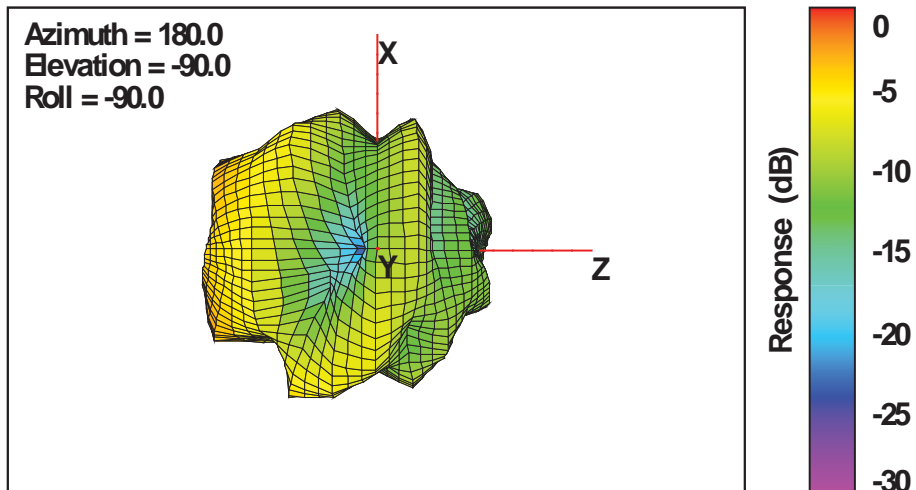 Azimuth = 180.0
Elevation = -90.0
Roll = -90.0
X
Y
Z
Response (dB)
0
-5
-10
-15
-20
-25
-30